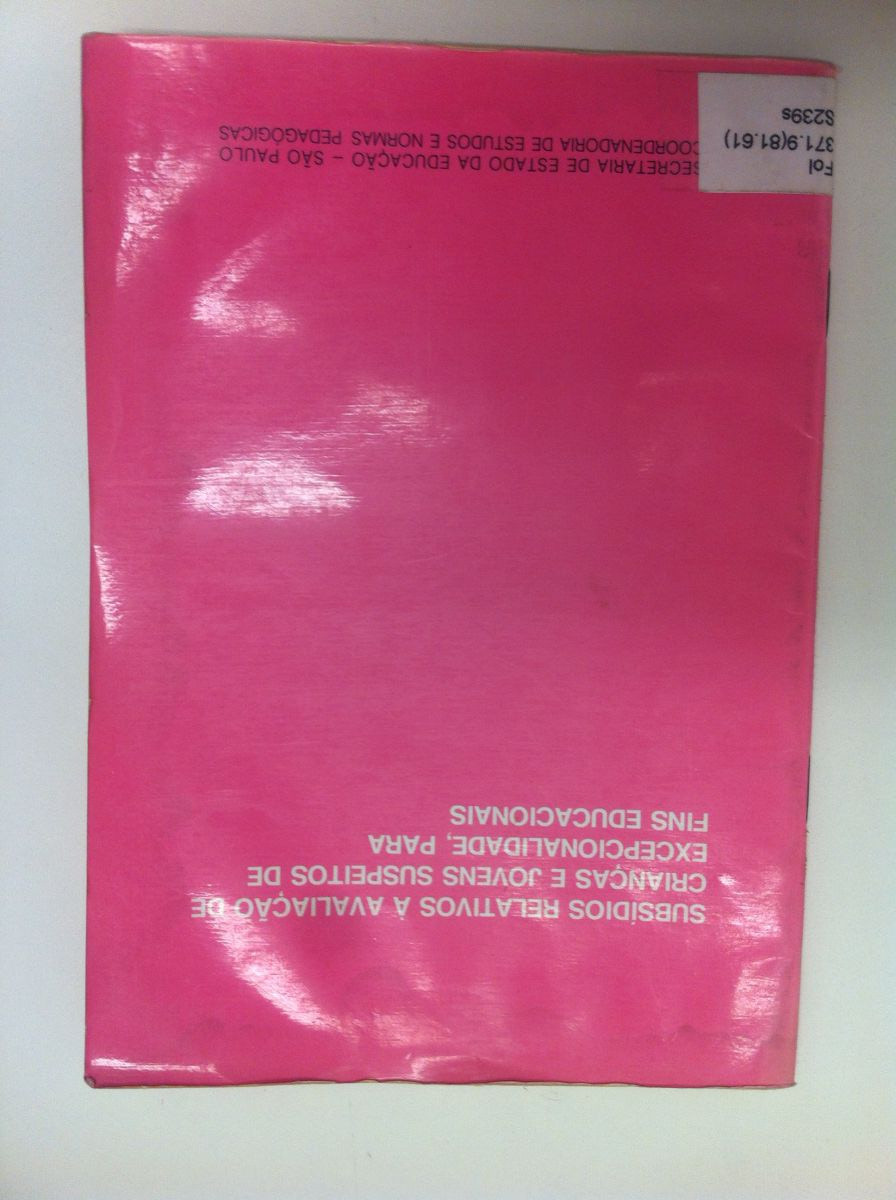 SUBSÍDIOS RELATIVOS À AVALIAÇÃO DE
CRIANÇAS E JOVENS SUSPEITOS DE
EXCEPCIONALIDADE, PARA
FINS EDUCACIONAIS
SECRETARIA DE ESTADO DA EDUCAÇÃO – SÃO PAULO
COORDENADORIA DE ESTUDOS E NORMAS PEDAGÓGICAS
Fol
371.9(81.61)
S239s